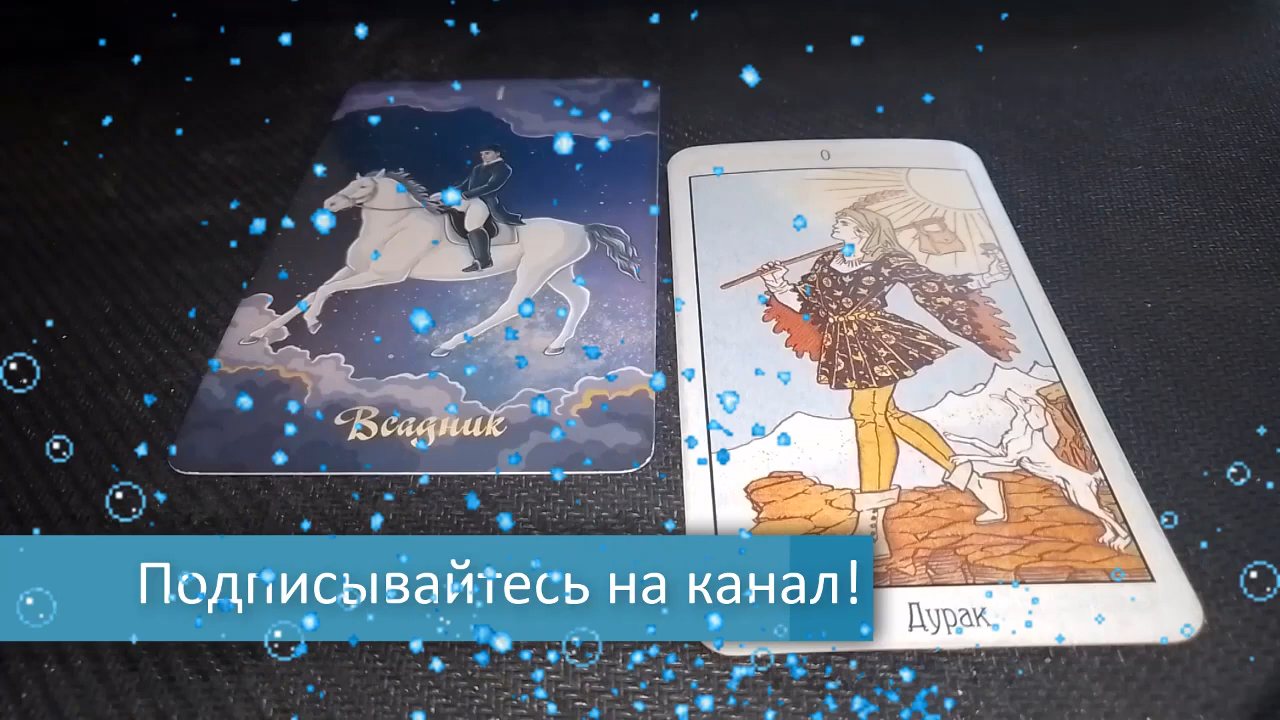 0
Всадник
Подписывайтесь на канал!
Дурак